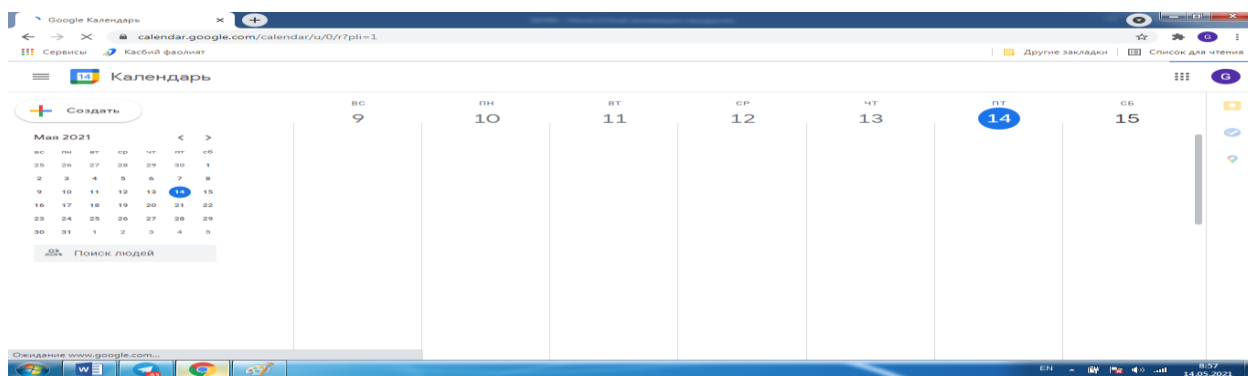 Google Календарь
calendar.google.com/calendar/u/0/r?pli=1
G
Сервисы Касбий фаолият Другие закладки Список для чтения
14 Календарь G
Создать
Мая 2021
вс пн вт ср чт пт сб
25 26 27 28 29 30 1
2 3 4 5 6 7 8
9 10 11 12 13 14 15
16 17 18 19 20 21 22
23 24 25 26 27 28 29
30 31 1 2 3 4 5
Поиск людей
ВС ПН ВТ СР ЧТ ПТ СБ
9 10 11 12 13 14 15
Ожидание www.google.com...
EN 8:57
14.05.2021